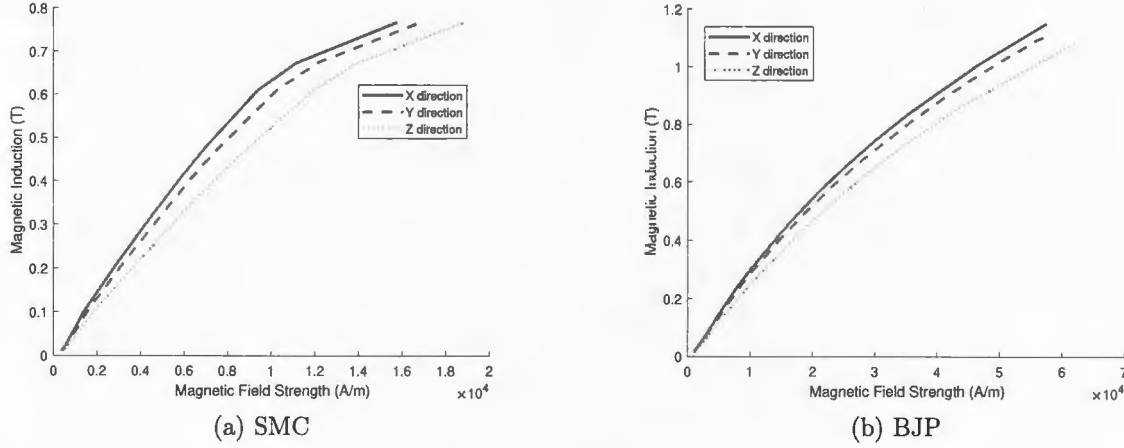 0.8
0.7
0.6
0.5
0.4
0.3
0.2
0.1
0
Magnetic Induction (T)
X direction
Y direction
Z direction
0 0.2 0.4 0.6 0.8 1 1.2 1.4 1.6 1.8 2
Magnetic Field Strength (A/m)
×10⁴
(a) SMC
1.2
1
0.8
0.6
0.4
0.2
0
Magnetic Induction (T)
X direction
Y direction
Z direction
0 1 2 3 4 5 6 7
Magnetic Field Strength (A/m)
×10⁴
(b) BJP